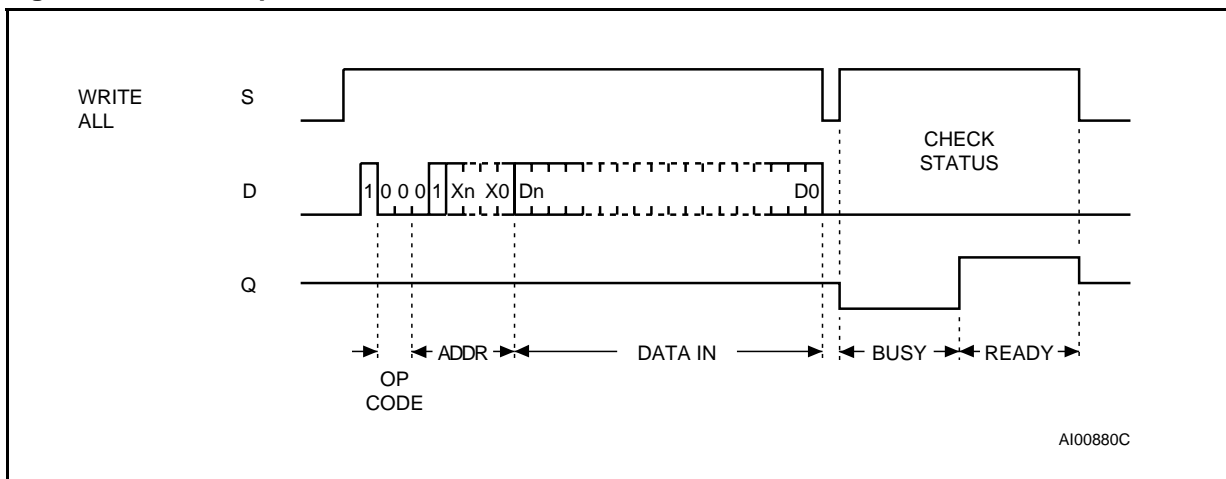 WRITE
ALL
S
CHECK
STATUS
D
1 0 0 0 1 Xn X0 Dn D0
Q
ADDR
DATA IN
BUSY
READY
OP
CODE
AI00880C